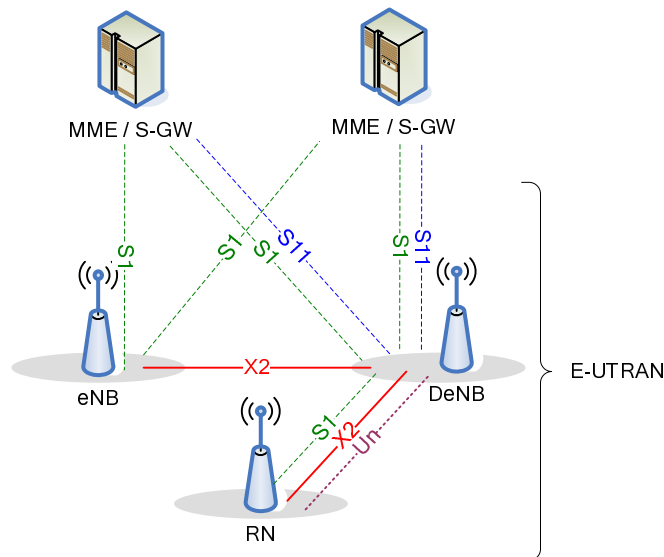 MME / S-GW
MME / S-GW
S1
S1
S1
S11
S1
S11
eNB
X2
DeNB
E-UTRAN
S1
X2
Un
RN